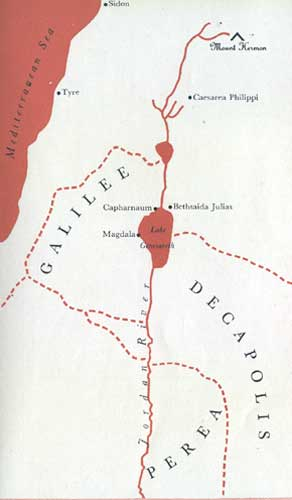 Sidon
Mount Hermon
Mediterranean Sea
Tyre
Caesarea Philippi
GALILEE
Capharnaum
Bethsaida Julias
Lake
Genesareth
Magdala
DECAPOLIS
Jordan River
PEREA